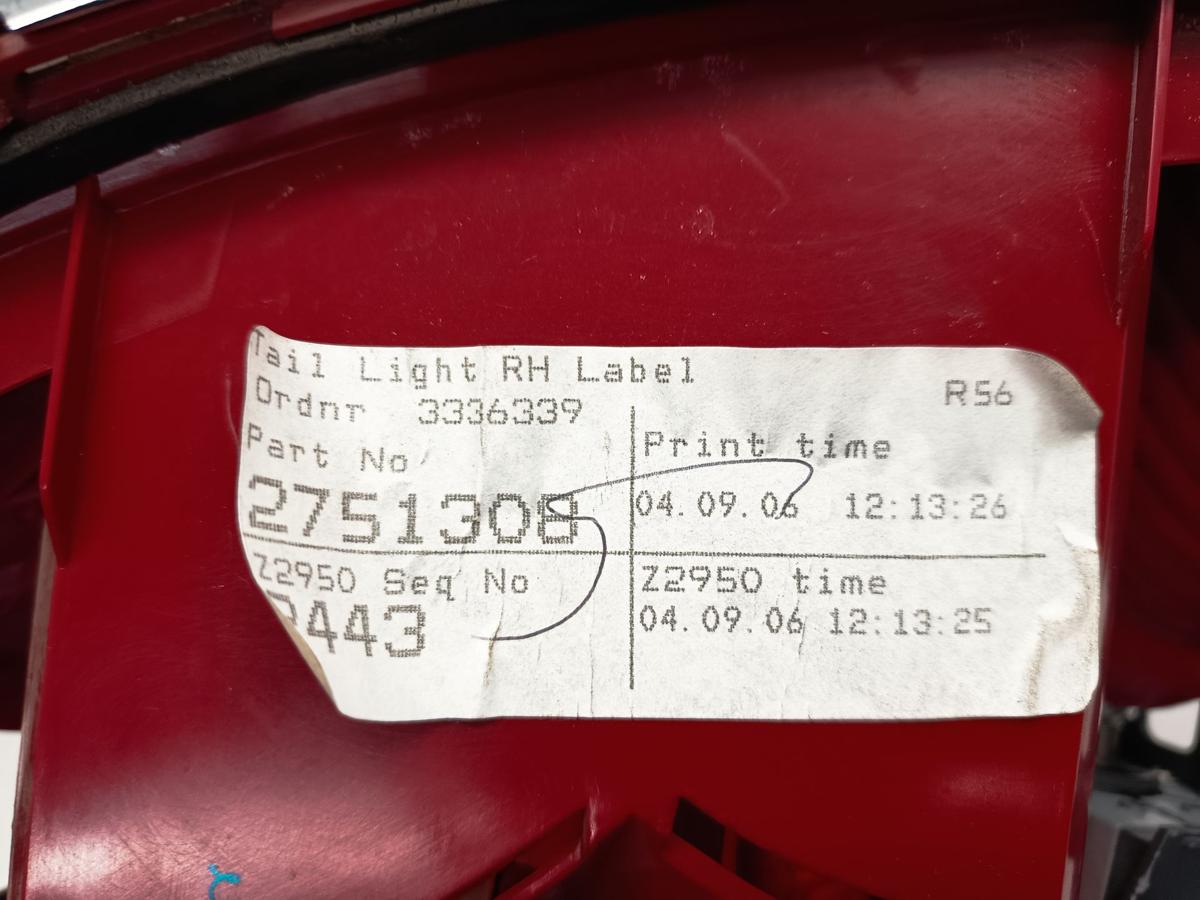 Tail Light RH Label
R56
Ordnr 3336339
Part No
2751308
Print time
04.09.06 12:13:26
Z2950 Seq No
Z2950 time
04.09.06 12:13:25